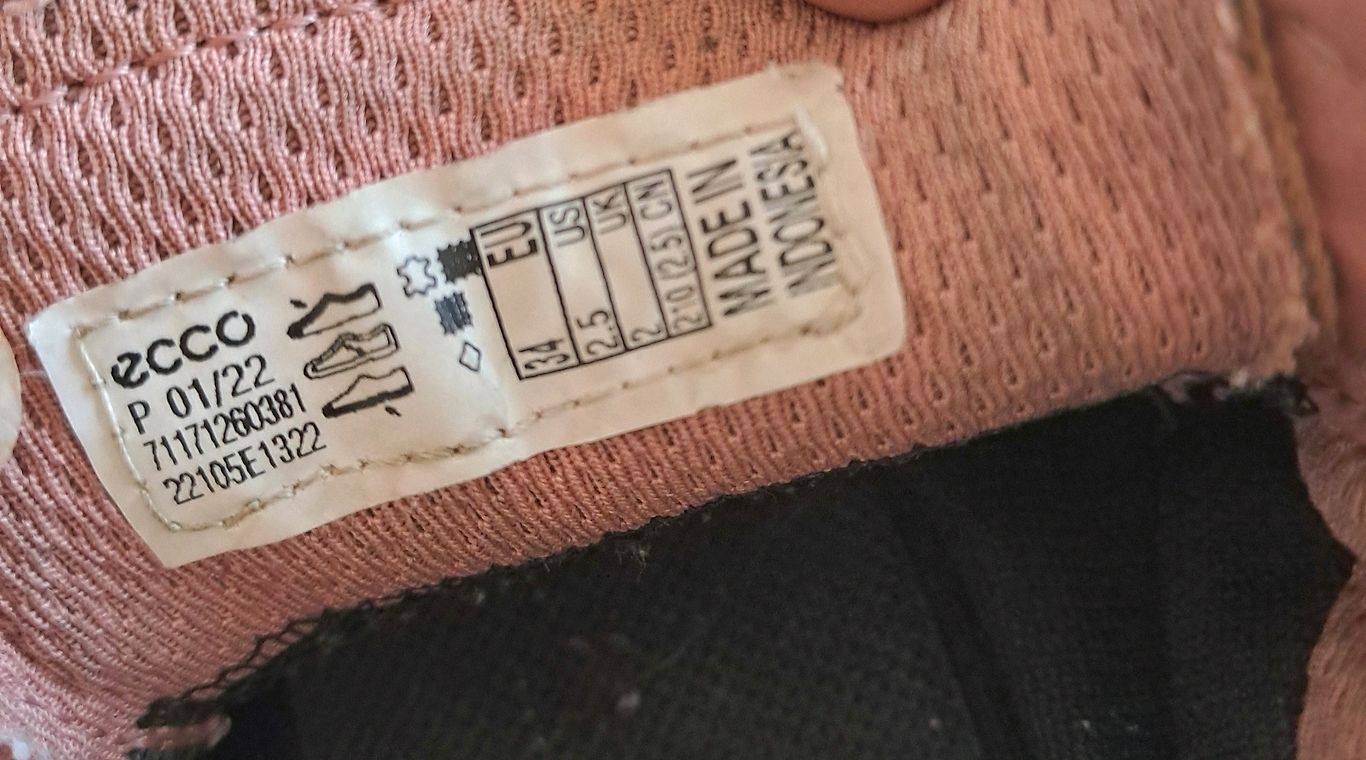 ecco
P 01/22
71171260381
22105E1322
EU 34
US 2.5
UK 2
CN 210 (2.5)
MADE IN
INDONESIA